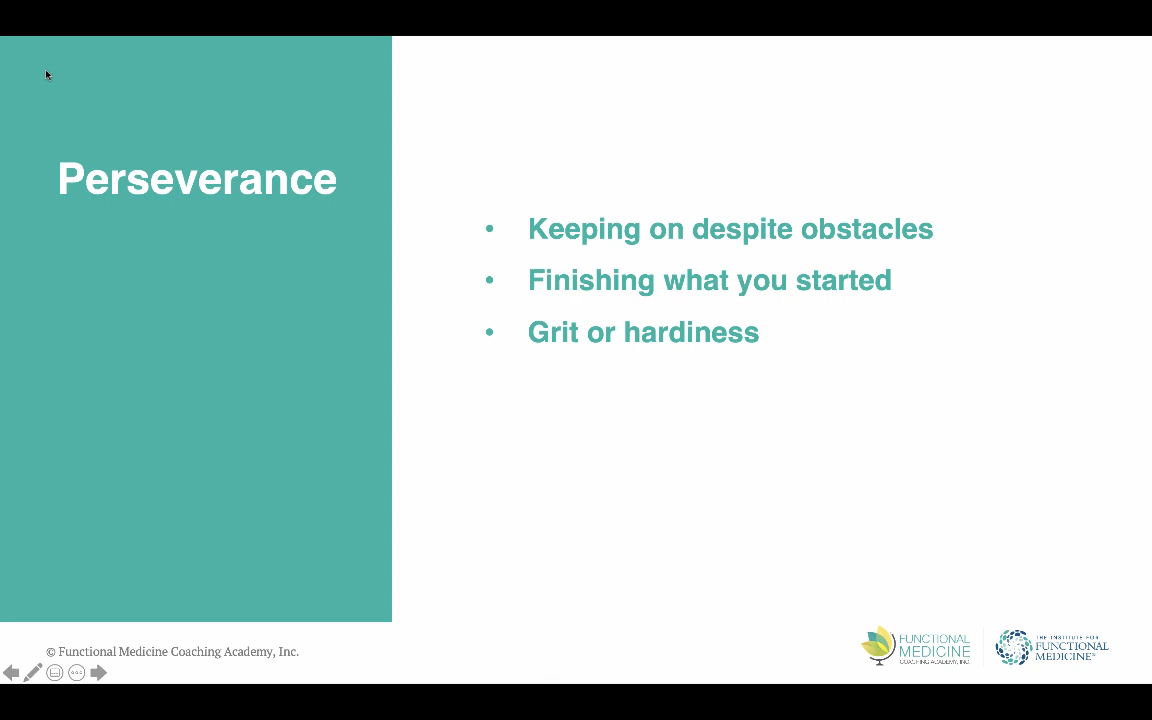 Perseverance
• Keeping on despite obstacles
• Finishing what you started
• Grit or hardiness
© Functional Medicine Coaching Academy, Inc.
FUNCTIONAL
MEDICINE
COACHING ACADEMY, INC.
THE INSTITUTE FOR
FUNCTIONAL
MEDICINE®